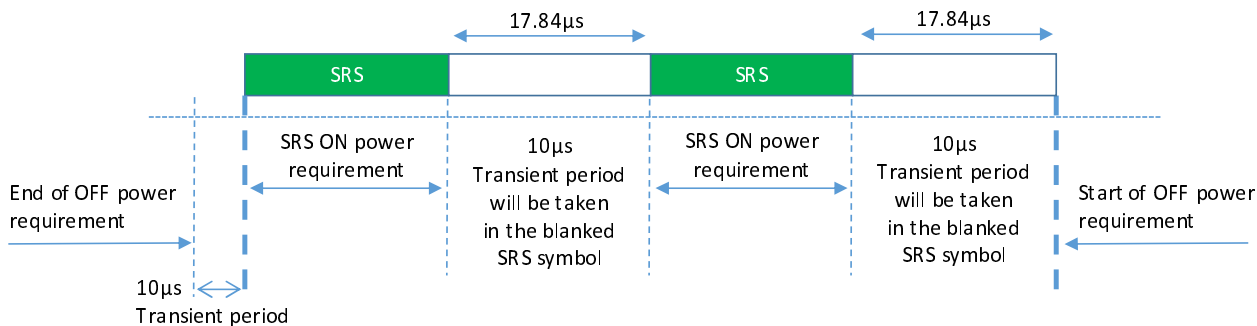 17.84µs
17.84µs
SRS
SRS
SRS ON power
requirement
10µs
Transient period
will be taken
in the blanked
SRS symbol
SRS ON power
requirement
10µs
Transient period
will be taken
in the blanked
SRS symbol
End of OFF power
requirement
Start of OFF power
requirement
10µs
Transient period